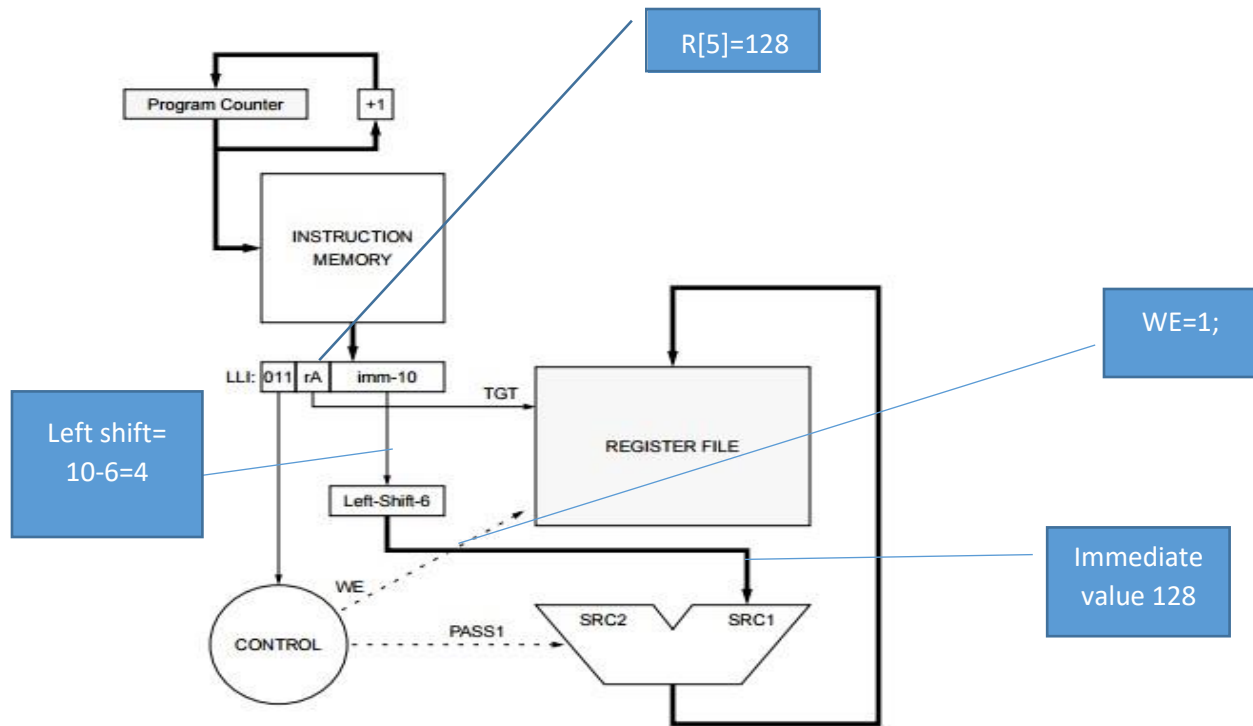 R[5]=128
Program Counter
+1
INSTRUCTION
MEMORY
WE=1;
LLI: 011 rA imm-10
TGT
Left shift=
10-6=4
REGISTER FILE
Left-Shift-6
Immediate
value 128
WE
SRC2 SRC1
PASS1
CONTROL